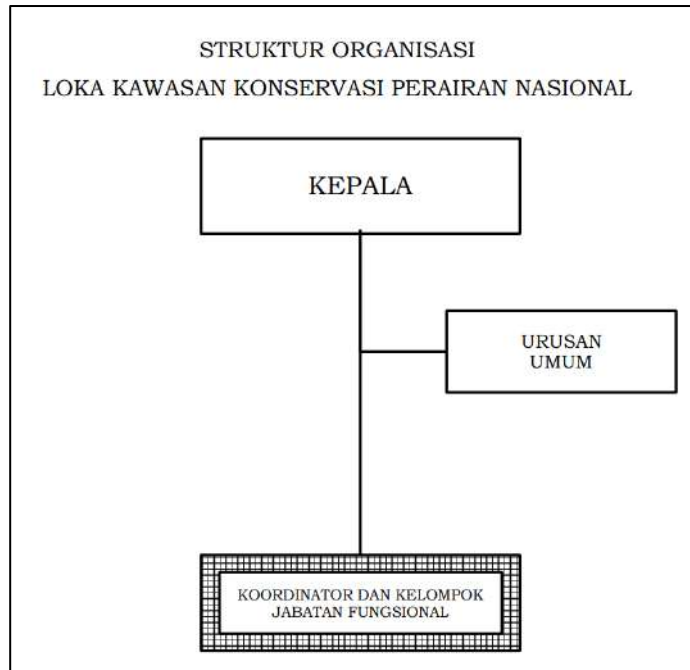 STRUKTUR ORGANISASI
LOKA KAWASAN KONSERVASI PERAIRAN NASIONAL
KEPALA
URUSAN
UMUM
KOORDINATOR DAN KELOMPOK
JABATAN FUNGSIONAL